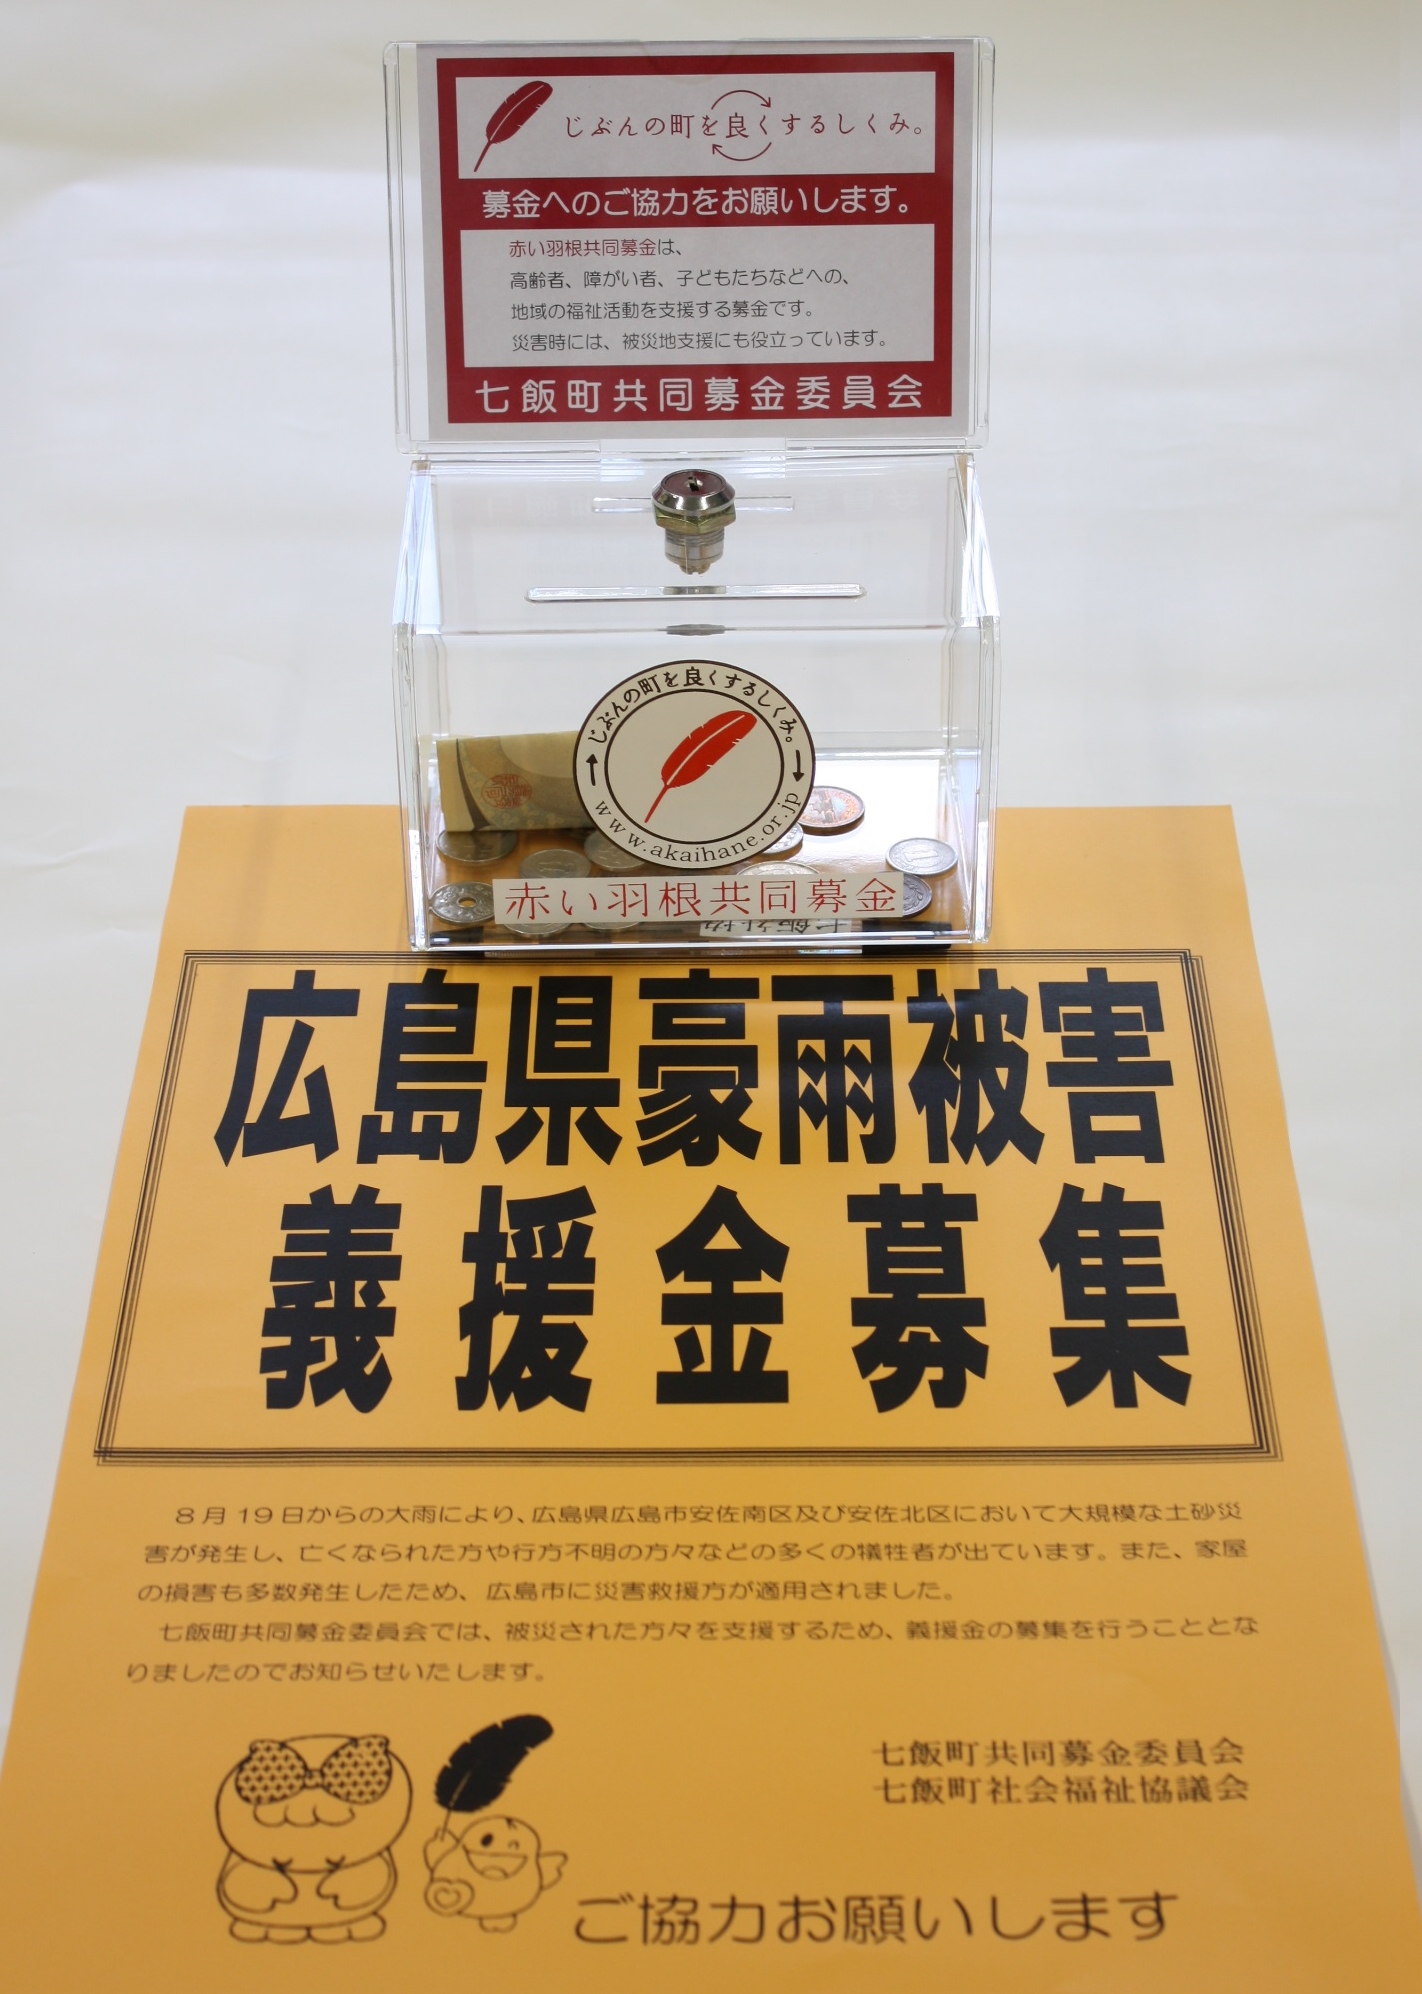 じぶんの町を良くするしくみ。
募金へのご協力をお願いします。
赤い羽根共同募金は、
高齢者、障がい者、子どもたちなどへの、
地域の福祉活動を支援する募金です。
災害時には、被災地支援にも役立っています。
七飯町共同募金委員会
じぶんの町を良くするしくみ。
www.akaihane.or.jp
赤い羽根共同募金
広島県豪雨被害
義援金募集
8月19日からの大雨により、広島県広島市安佐南区及び安佐北区において大規模な土砂災
害が発生し、亡くなられた方や行方不明の方々などの多くの犠牲者が出ています。また、家屋
の損害も多数発生したため、広島市に災害救援方が適用されました。
七飯町共同募金委員会では、被災された方々を支援するため、義援金の募集を行うこととな
りましたのでお知らせいたします。
七飯町共同募金委員会
七飯町社会福祉協議会
ご協力お願いします